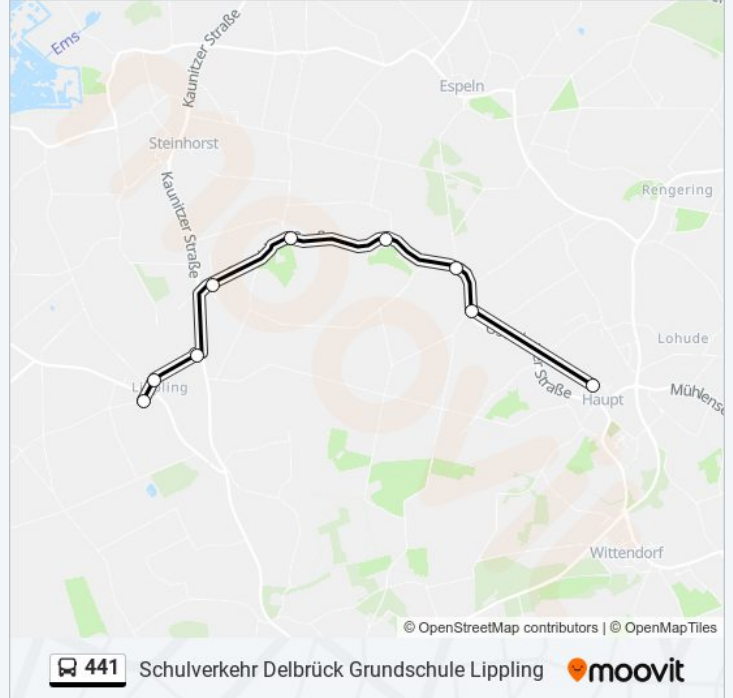 Ems
Kaunitzer Straße
Espeln
Steinhorst
Kaunitzer Straße
Rengering
Lohude
Lippling
Straße
Haupt
Mühlens
Wittendorf
© OpenStreetMap contributors | © OpenMapTiles
441 Schulverkehr Delbrück Grundschule Lippling moovit